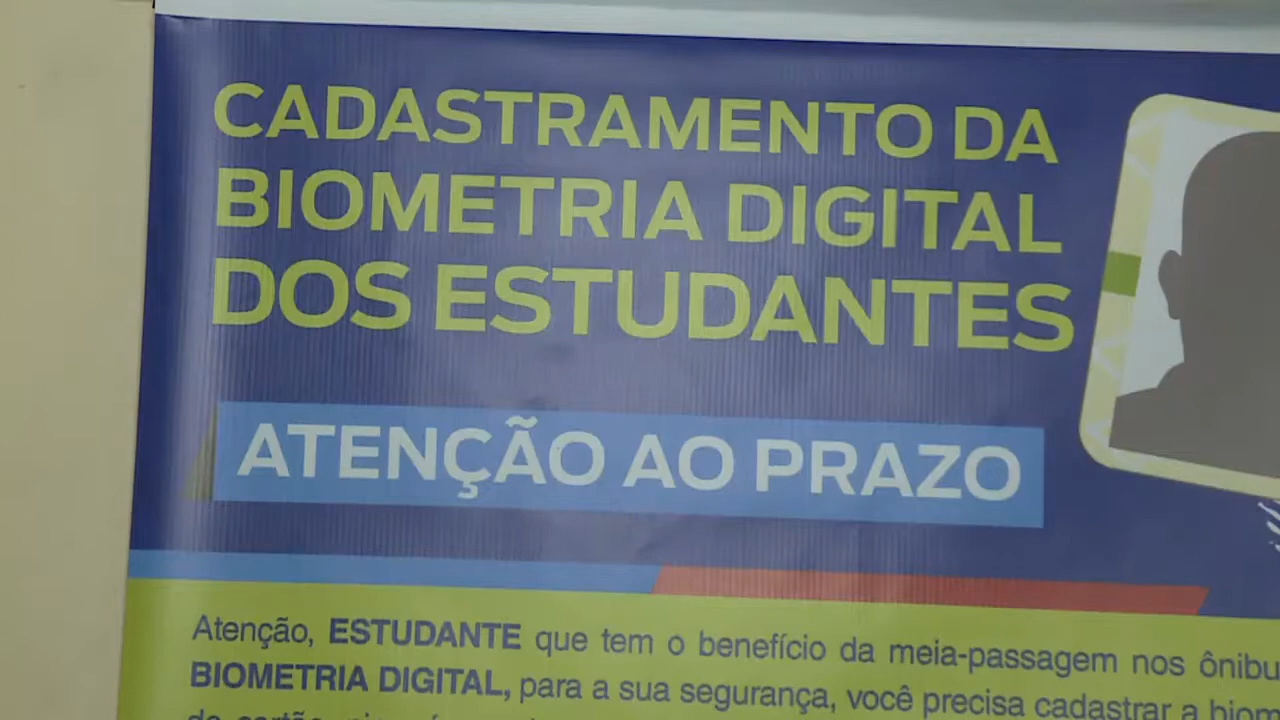 CADASTRAMENTO DA
BIOMETRIA DIGITAL
DOS ESTUDANTES
ATENÇÃO AO PRAZO
Atenção, ESTUDANTE que tem o benefício da meia-passagem nos
BIOMETRIA DIGITAL, para a sua segurança, você precisa cadastrar a